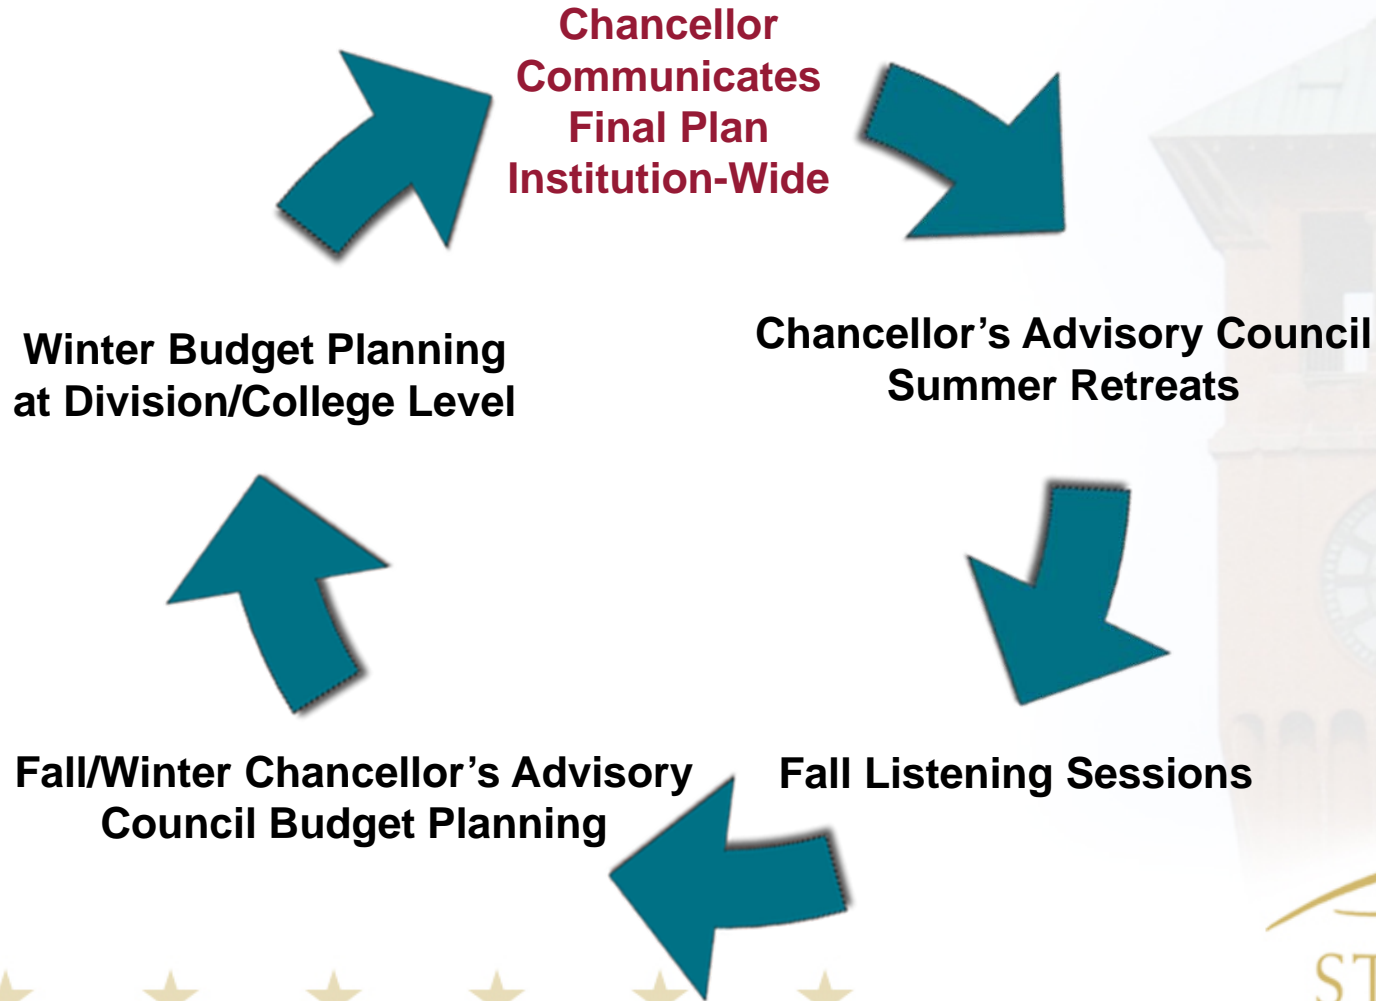 Chancellor
Communicates
Final Plan
Institution-Wide
Chancellor’s Advisory Council
Summer Retreats
Fall Listening Sessions
Fall/Winter Chancellor’s Advisory
Council Budget Planning
Winter Budget Planning
at Division/College Level